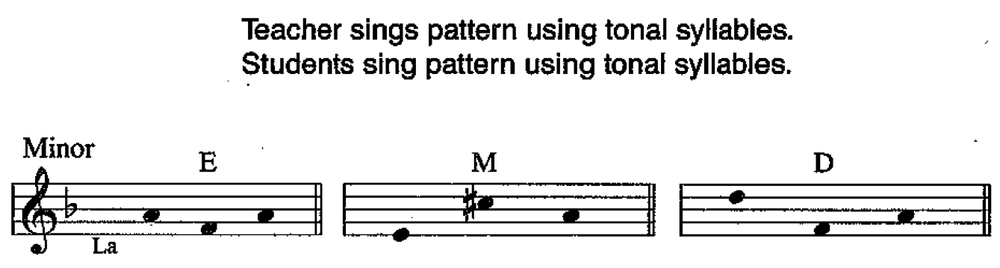 Teacher sings pattern using tonal syllables.
Students sing pattern using tonal syllables.
Minor
E M D
La